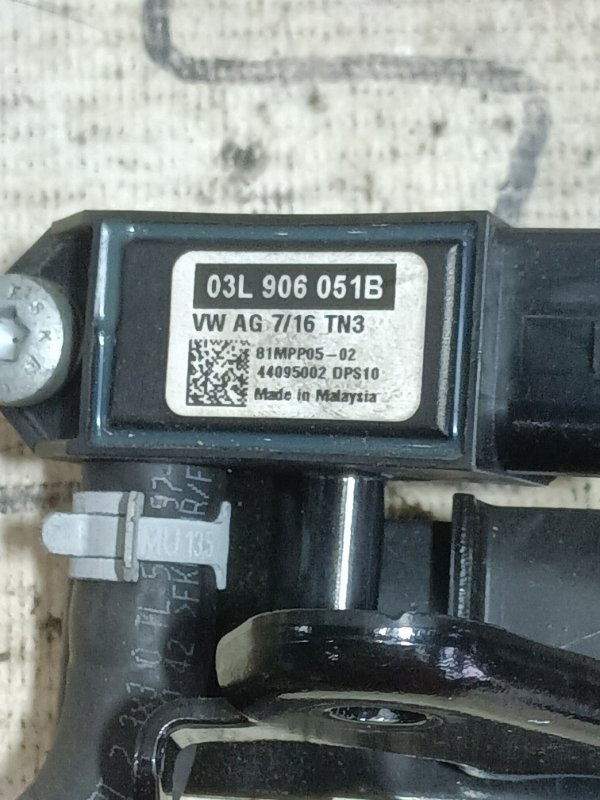 03L 906 051B
VW AG 7/16 TN3
81MPP05-02
44095002 DPS10
Made in Malaysia
MU 135